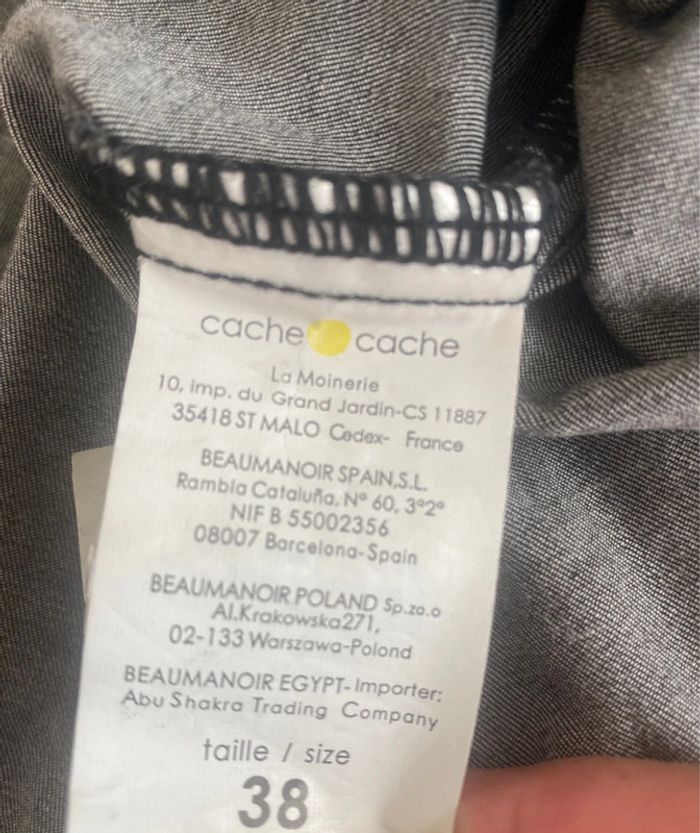 cache cache
La Moinerie
10, imp. du Grand Jardin-CS 11887
35418 ST MALO Cedex- France
BEAUMANOIR SPAIN,S.L.
Rambla Cataluña, Nº 60, 3º2º
NIF B 55002356
08007 Barcelona-Spain
BEAUMANOIR POLAND Sp.zo.o
Al.Krakowska271,
02-133 Warszawa-Polond
BEAUMANOIR EGYPT-Importer:
Abu Shakra Trading Company
taille / size
38